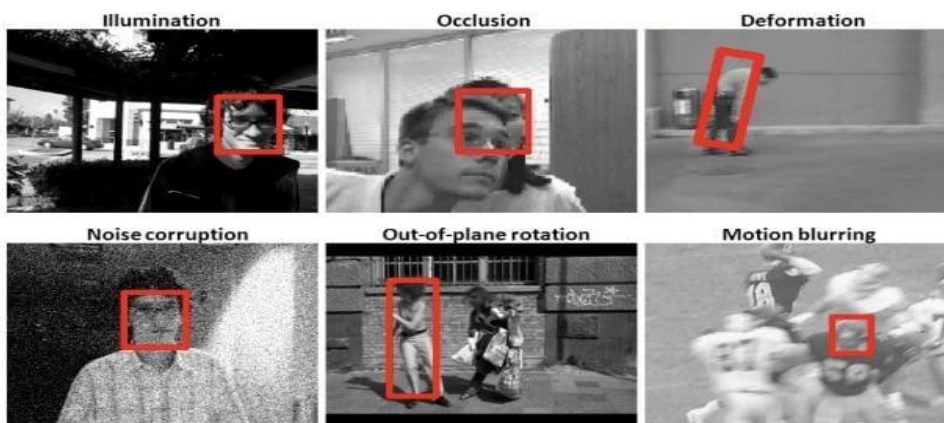 Illumination
Occlusion
Deformation
Noise corruption
Out-of-plane rotation
Motion blurring